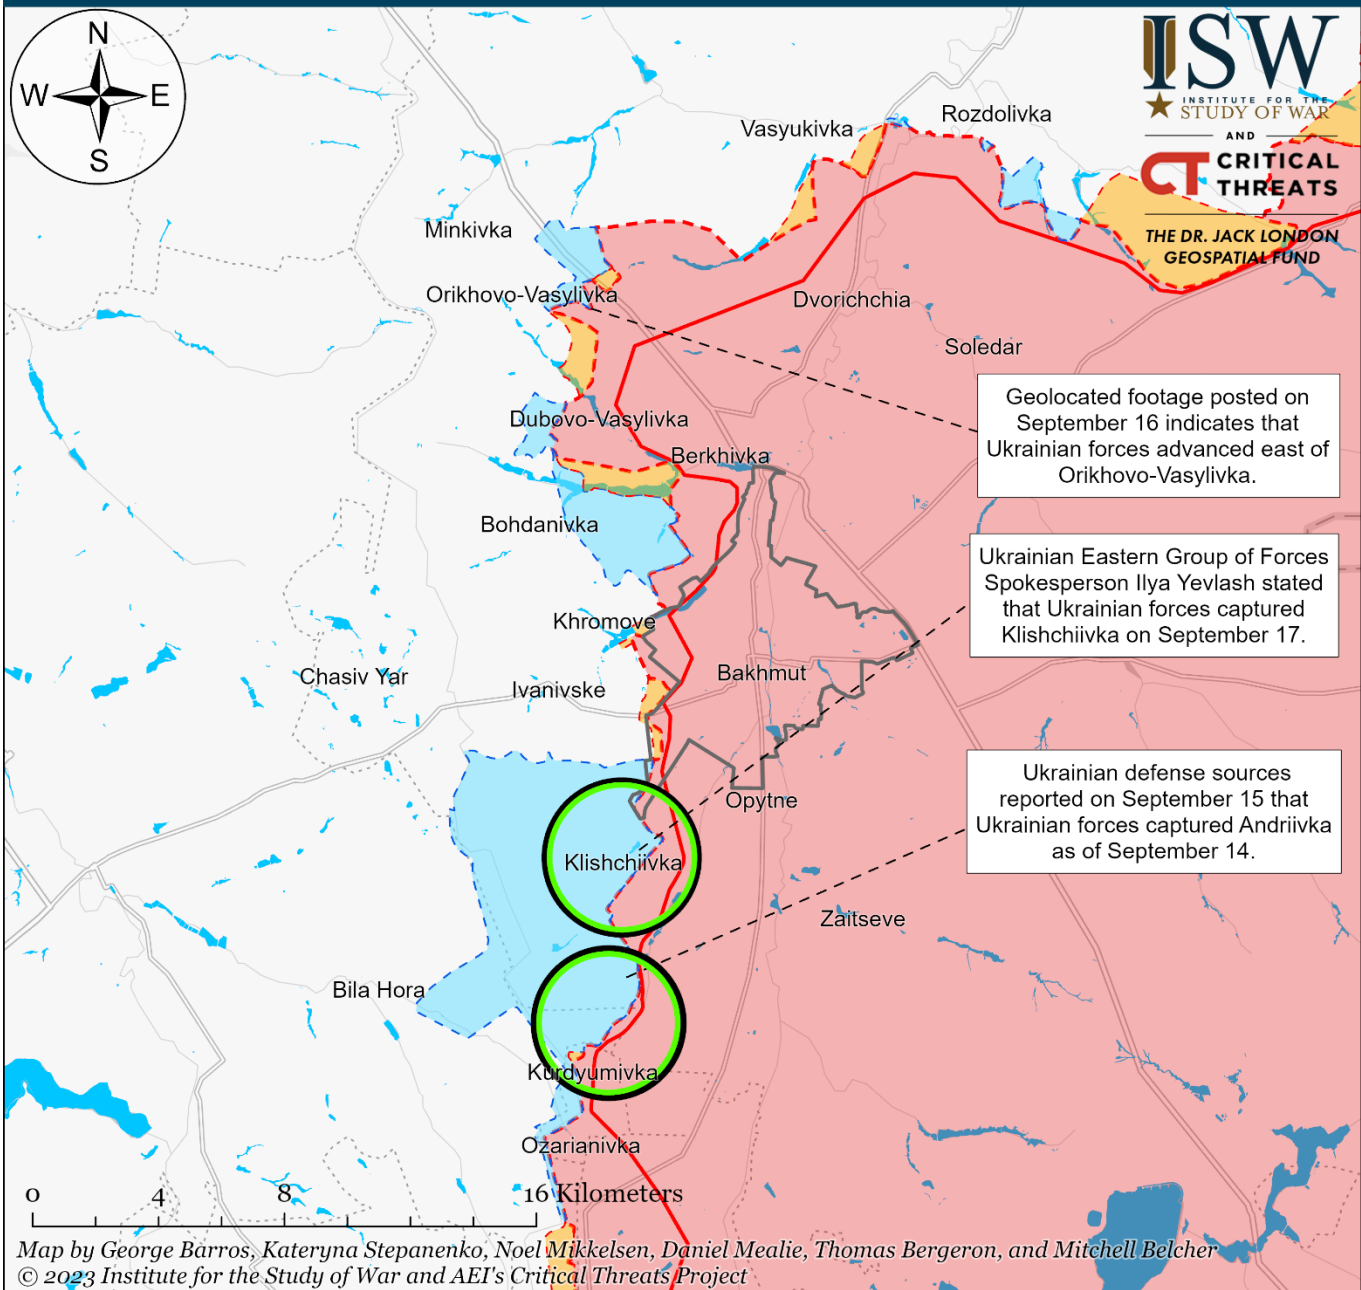 N
W
E
S
ISW
INSTITUTE FOR THE
STUDY OF WAR
AND
CT CRITICAL
THREATS
THE DR. JACK LONDON
GEOSPATIAL FUND
Rozdolivka
Vasyukivka
Minkivka
Orikhovo-Vasylivka
Dvorichchia
Soledar
Geolocated footage posted on
September 16 indicates that
Ukrainian forces advanced east of
Orikhovo-Vasylivka.
Dubovo-Vasylivka
Berkhivka
Bohdanivka
Ukrainian Eastern Group of Forces
Spokesperson Ilya Yevlash stated
that Ukrainian forces captured
Klishchiivka on September 17.
Khromove
Chasiv Yar
Ivanivske
Bakhmut
Opytne
Ukrainian defense sources
reported on September 15 that
Ukrainian forces captured Andriivka
as of September 14.
Klishchiivka
Zaitseve
Bila Hora
Kurdyumivka
Ozarianivka
0 4 8 16 Kilometers
Map by George Barros, Kateryna Stepanenko, Noel Mikkelsen, Daniel Mealie, Thomas Bergeron, and Mitchell Belcher
© 2023 Institute for the Study of War and AEI's Critical Threats Project